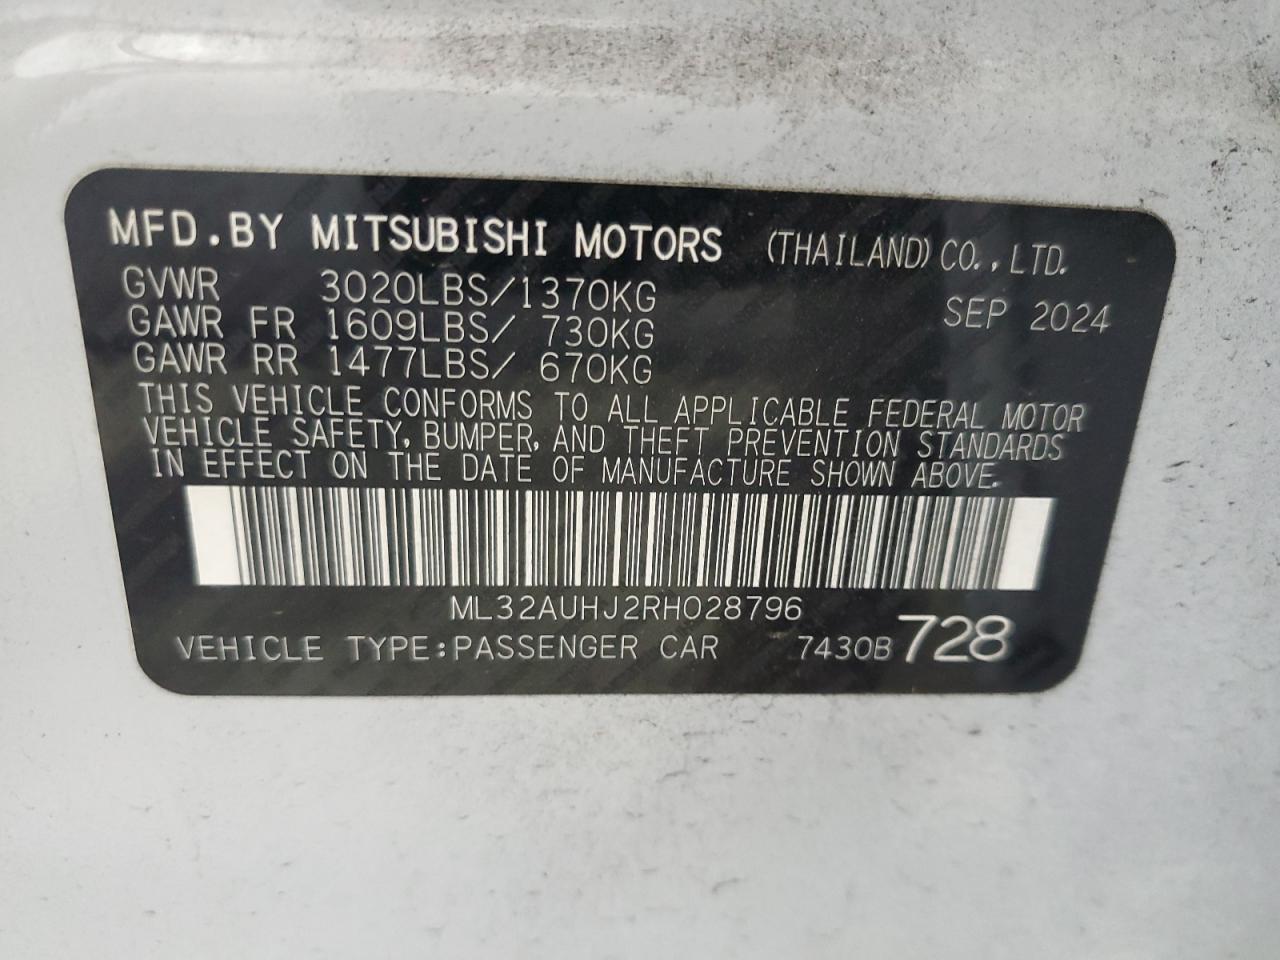 MFD.BY MITSUBISHI MOTORS (THAILAND) CO.,LTD.
GVWR 3020LBS/1370KG SEP 2024
GAWR FR 1609LBS/ 730KG
GAWR RR 1477LBS/ 670KG
THIS VEHICLE CONFORMS TO ALL APPLICABLE FEDERAL MOTOR
VEHICLE SAFETY, BUMPER, AND THEFT PREVENTION STANDARDS
IN EFFECT ON THE DATE OF MANUFACTURE SHOWN ABOVE.
ML32AUHJ2RH028796
VEHICLE TYPE:PASSENGER CAR 7430B728